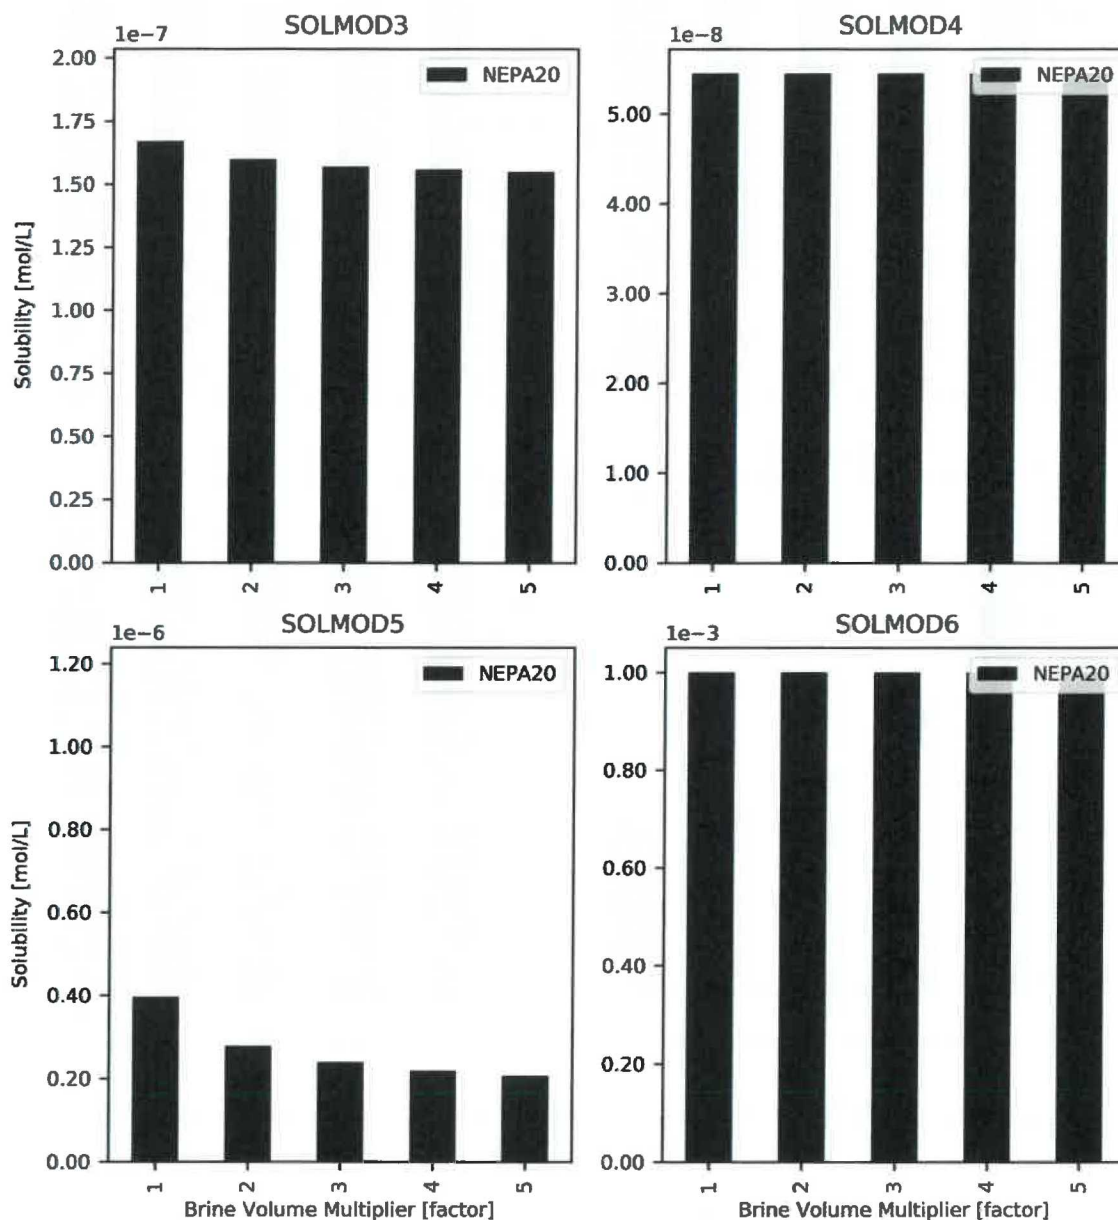 SOLMOD3
1e-7
NEPA20
2.00
1.75
1.50
1.25
1.00
0.75
0.50
0.25
0.00
Solubility [mol/L]
1 2 3 4 5
SOLMOD4
1e-8
NEPA20
5.00
4.00
3.00
2.00
1.00
0.00
1 2 3 4 5
SOLMOD5
1e-6
NEPA20
1.20
1.00
0.80
0.60
0.40
0.20
0.00
Solubility [mol/L]
1 2 3 4 5
Brine Volume Multiplier [factor]
SOLMOD6
1e-3
NEPA20
1.00
0.80
0.60
0.40
0.20
0.00
1 2 3 4 5
Brine Volume Multiplier [factor]